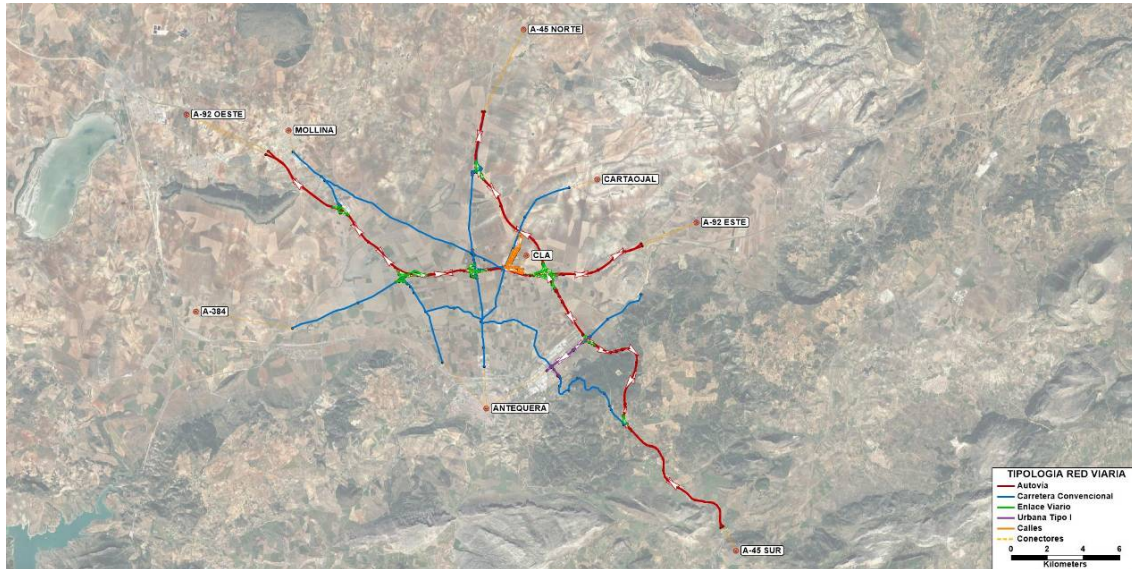 A-45 NORTE
A-92 OESTE
MOLLINA
CARTAOJAL
A-92 ESTE
CLA
A-384
ANTEQUERA
A-45 SUR
TIPOLOGIA RED VIARIA
Autovía
Carretera Convencional
Enlace Viario
Urbana Tipo I
Calles
Conectores
0 2 4 6
Kilometers